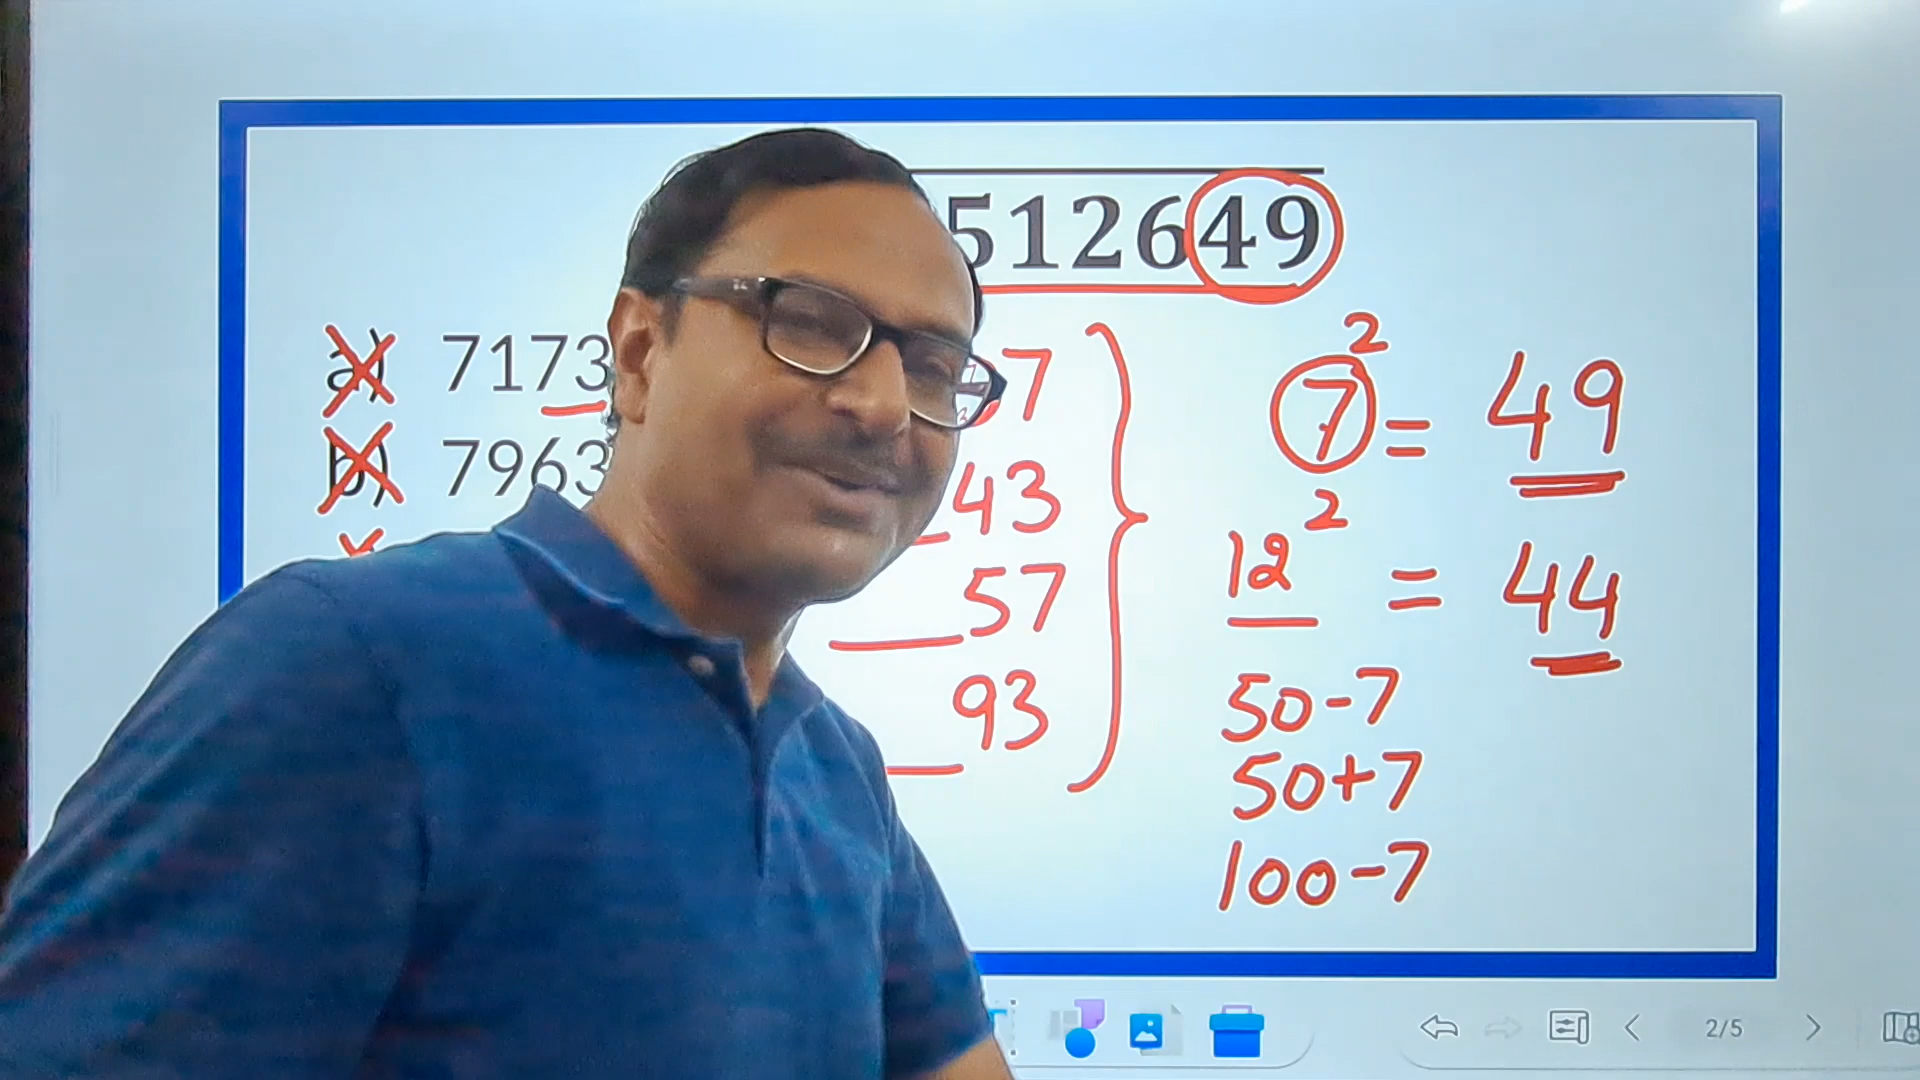 512649
a) 7173 7
b) 7963 43
57
93
7² = 49
12² = 44
50-7
50+7
100-7
2/5